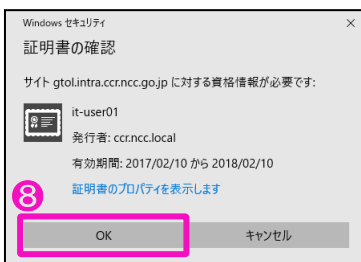 Windows セキュリティ
×
証明書の確認
サイト gtol.intra.ccr.ncc.go.jp に対する資格情報が必要です:
it-user01
発行者: ccr.ncc.local
有効期間: 2017/02/10 から 2018/02/10
証明書のプロパティを表示します
8
OK
キャンセル